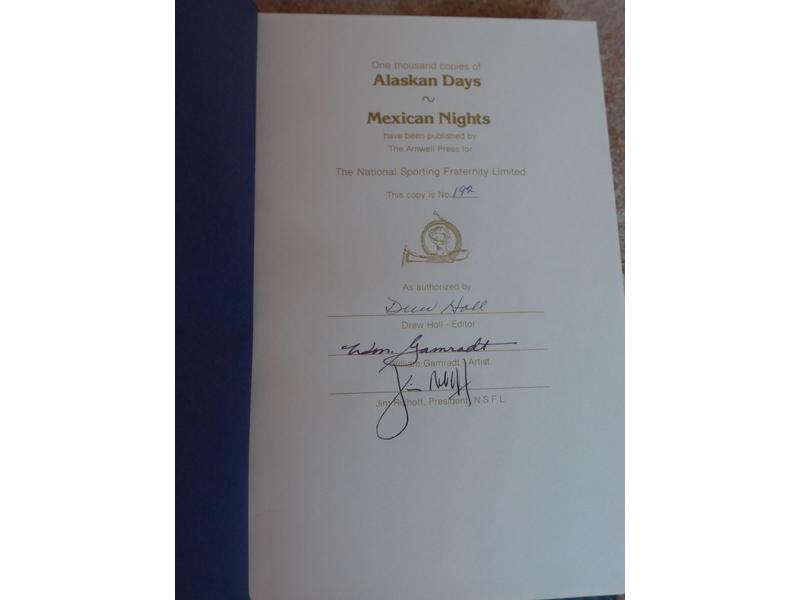 One thousand copies of
Alaskan Days
~
Mexican Nights
have been published by
The Amwell Press for
The National Sporting Fraternity Limited
This copy is No. 192
As authorized by
Drew Holl
Drew Holl - Editor
Wm. Gamradt
William Gamradt - Artist
Jim Rikhoff
Jim Rikhoff, President, N.S.F.L.